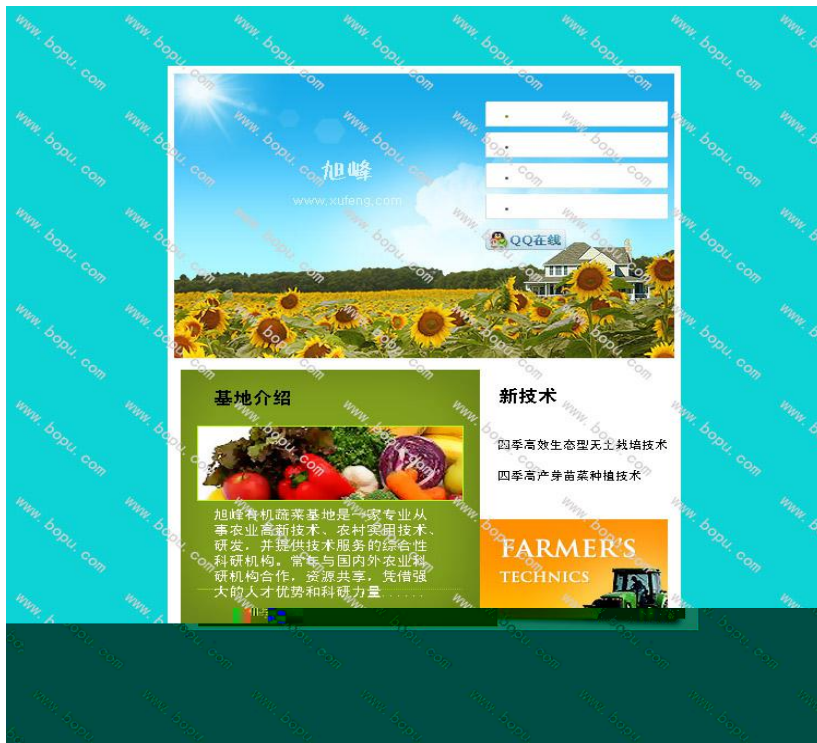 旭峰
www.xufeng.com
QQ在线
基地介绍
旭峰有机蔬菜基地是一家专业从
事农业高新技术、农村实用技术、
研发，并提供技术服务的综合性
科研机构。常年与国内外农业科
研机构合作，资源共享，凭借强
大的人才优势和科研力量......
新技术
四季高效生态型无土栽培技术
四季高产芽苗菜种植技术
FARMER'S
TECHNICS
www.bopu.com